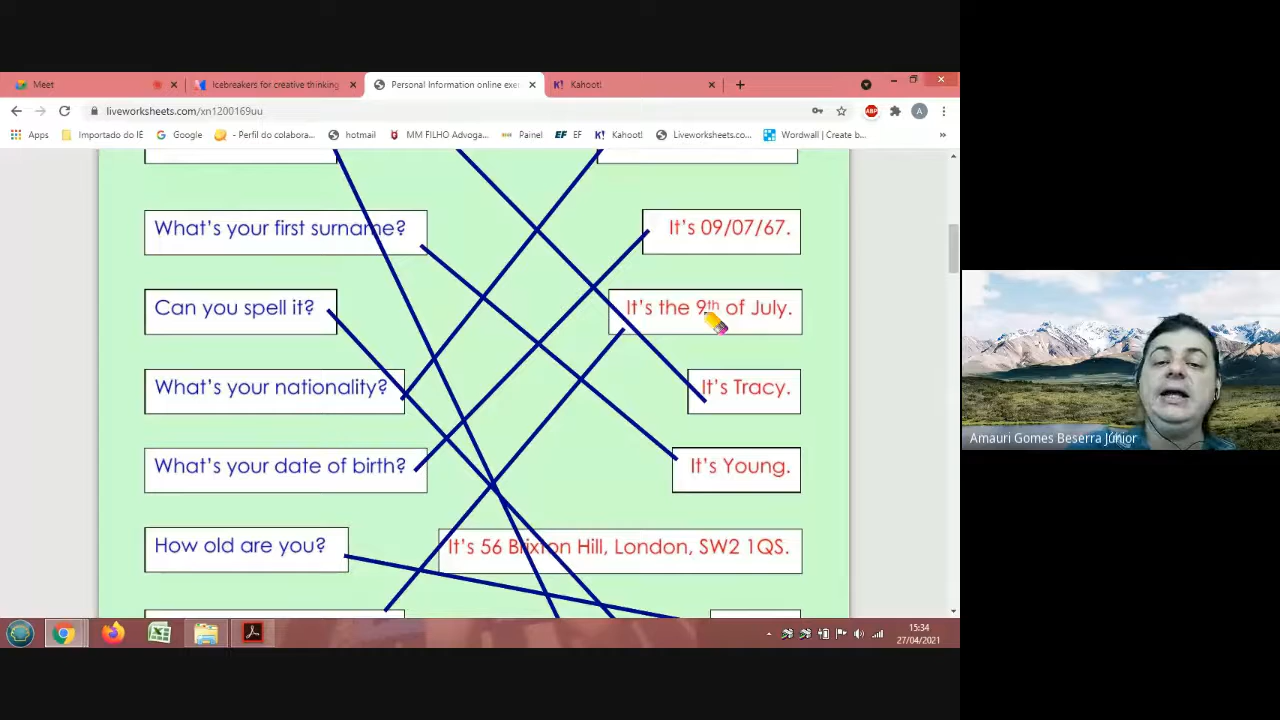 Meet
Icebreakers for creative thinking
Personal Information online exe
Kahoot!
liveworksheets.com/xn1200169uu
ABP
A
Apps
Importado do IE
Google
- Perfil do colabora...
hotmail
MM FILHO Advoga...
Painel
EF EF
K! Kahoot!
Liveworksheets.co...
Wordwall | Create b...
»
What's your first surname?
It's 09/07/67.
Can you spell it?
It's the 9th of July.
What's your nationality?
It's Tracy.
What's your date of birth?
It's Young.
How old are you?
It's 56 Brixton Hill, London, SW2 1QS.
Amauri Gomes Beserra Júnior
15:34
27/04/2021